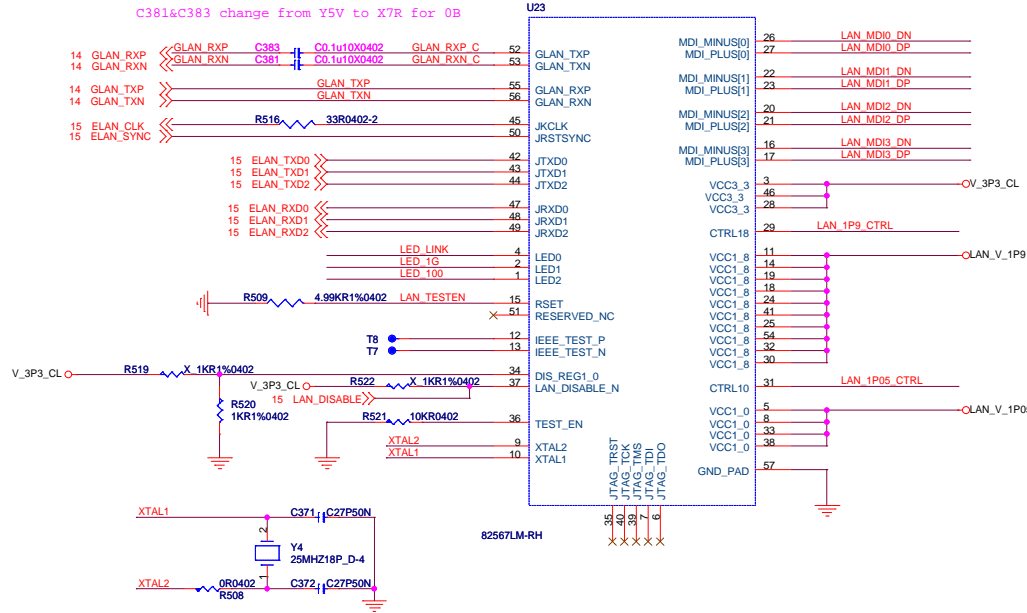 C381&C383 change from Y5V to X7R for 0B
U23
14 GLAN_RXP GLAN_RXP C383 C0.1u10X0402 GLAN_RXP_C 52 GLAN_TXP
14 GLAN_RXN GLAN_RXN C381 C0.1u10X0402 GLAN_RXN_C 53 GLAN_TXN
14 GLAN_TXP GLAN_TXP 55 GLAN_RXP
14 GLAN_TXN GLAN_TXN 56 GLAN_RXN
15 ELAN_CLK R516 33R0402-2 45 JKCLK
15 ELAN_SYNC 50 JRSTSYNC
15 ELAN_TXD0 42 JTXD0
15 ELAN_TXD1 43 JTXD1
15 ELAN_TXD2 44 JTXD2
15 ELAN_RXD0 47 JRXD0
15 ELAN_RXD1 48 JRXD1
15 ELAN_RXD2 49 JRXD2
LED_LINK 4 LED0
LED_1G 2 LED1
LED_100 1 LED2
R509 4.99KR1%0402 LAN_TESTEN 15 RSET
51 RESERVED_NC
T8 12 IEEE_TEST_P
T7 13 IEEE_TEST_N
V_3P3_CL R519 X_1KR1%0402 34 DIS_REG1_0
V_3P3_CL R522 X_1KR1%0402 37 LAN_DISABLE_N
15 LAN_DISABLE
R520
1KR1%0402
R521 10KR0402 36 TEST_EN
XTAL2 9 XTAL2
XTAL1 10 XTAL1
MDI_MINUS[0] 26 LAN_MDI0_DN
MDI_PLUS[0] 27 LAN_MDI0_DP
MDI_MINUS[1] 22 LAN_MDI1_DN
MDI_PLUS[1] 23 LAN_MDI1_DP
MDI_MINUS[2] 20 LAN_MDI2_DN
MDI_PLUS[2] 21 LAN_MDI2_DP
MDI_MINUS[3] 16 LAN_MDI3_DN
MDI_PLUS[3] 17 LAN_MDI3_DP
VCC3_3 3 V_3P3_CL
VCC3_3 46
VCC3_3 28
CTRL18 29 LAN_1P9_CTRL
VCC1_8 11 LAN_V_1P9
VCC1_8 14
VCC1_8 19
VCC1_8 18
VCC1_8 24
VCC1_8 41
VCC1_8 25
VCC1_8 54
VCC1_8 32
VCC1_8 30
CTRL10 31 LAN_1P05_CTRL
VCC1_0 5 LAN_V_1P0
VCC1_0 8
VCC1_0 33
VCC1_0 38
GND_PAD 57
JTAG_TRST JTAG_TCK JTAG_TMS JTAG_TDI JTAG_TDO
35 40 39 7 6
82567LM-RH
XTAL1 C371 C27P50N
2
Y4
25MHZ18P_D-4
1
XTAL2 0R0402 C372 C27P50N
R508